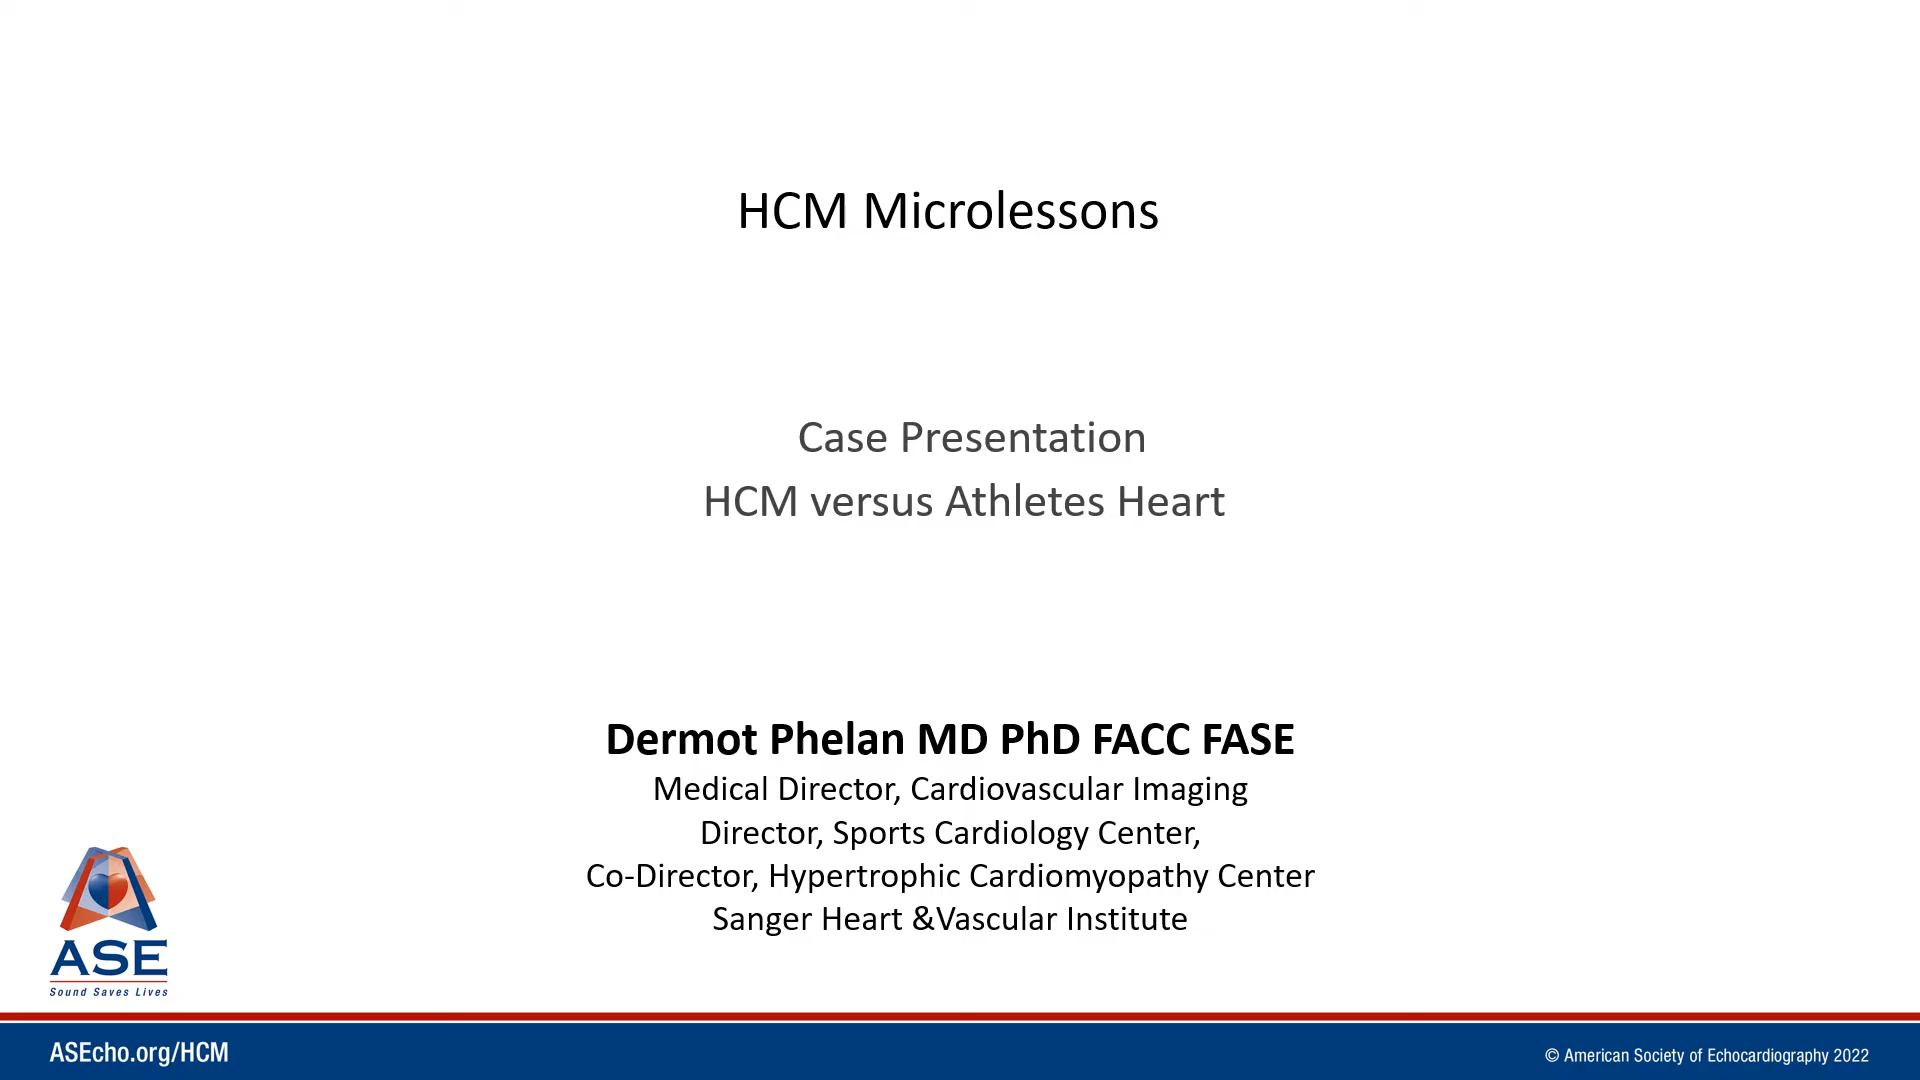 HCM Microlessons
Case Presentation
HCM versus Athletes Heart
Dermot Phelan MD PhD FACC FASE
Medical Director, Cardiovascular Imaging
Director, Sports Cardiology Center,
Co-Director, Hypertrophic Cardiomyopathy Center
Sanger Heart &Vascular Institute
ASE
Sound Saves Lives
ASEcho.org/HCM
© American Society of Echocardiography 2022